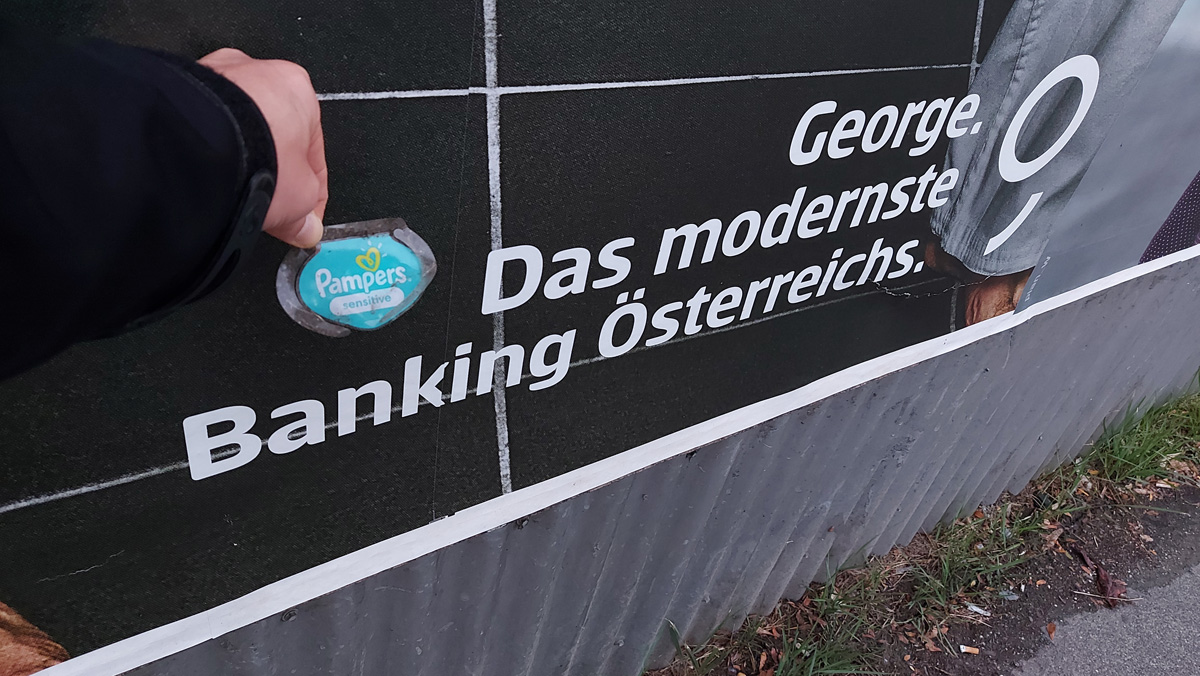 Pampers
sensitive
George.
Das modernste
Banking Österreichs.